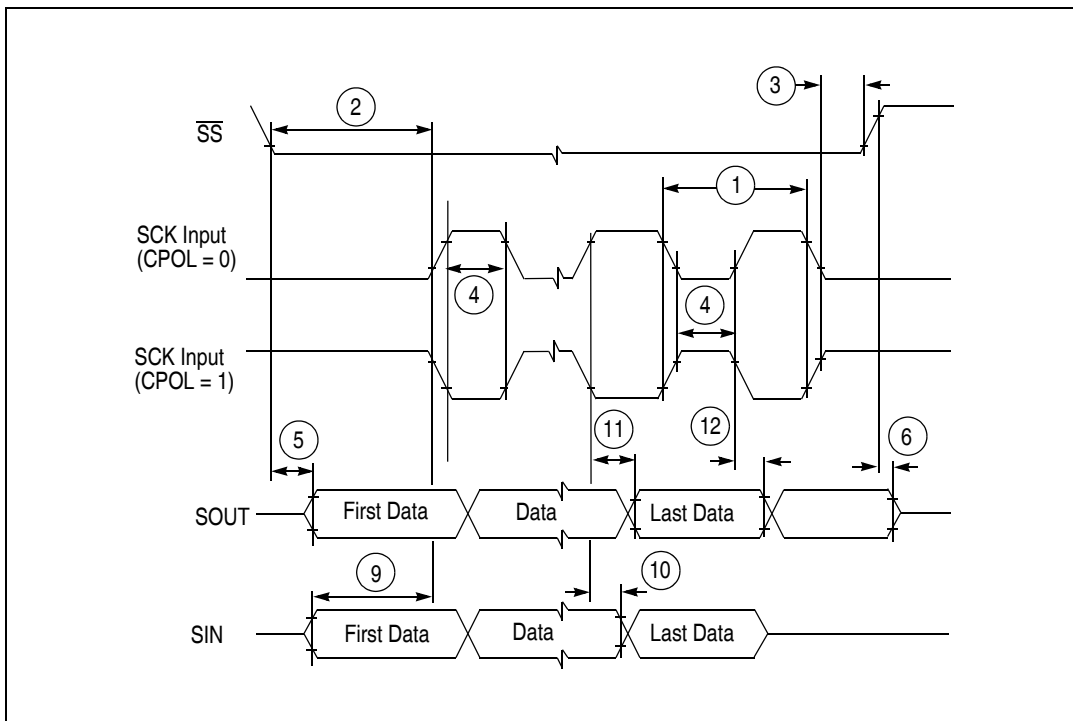 3
2
SS
1
SCK Input
(CPOL = 0)
4
4
SCK Input
(CPOL = 1)
5
11
12
6
SOUT
First Data
Data
Last Data
9
10
SIN
First Data
Data
Last Data